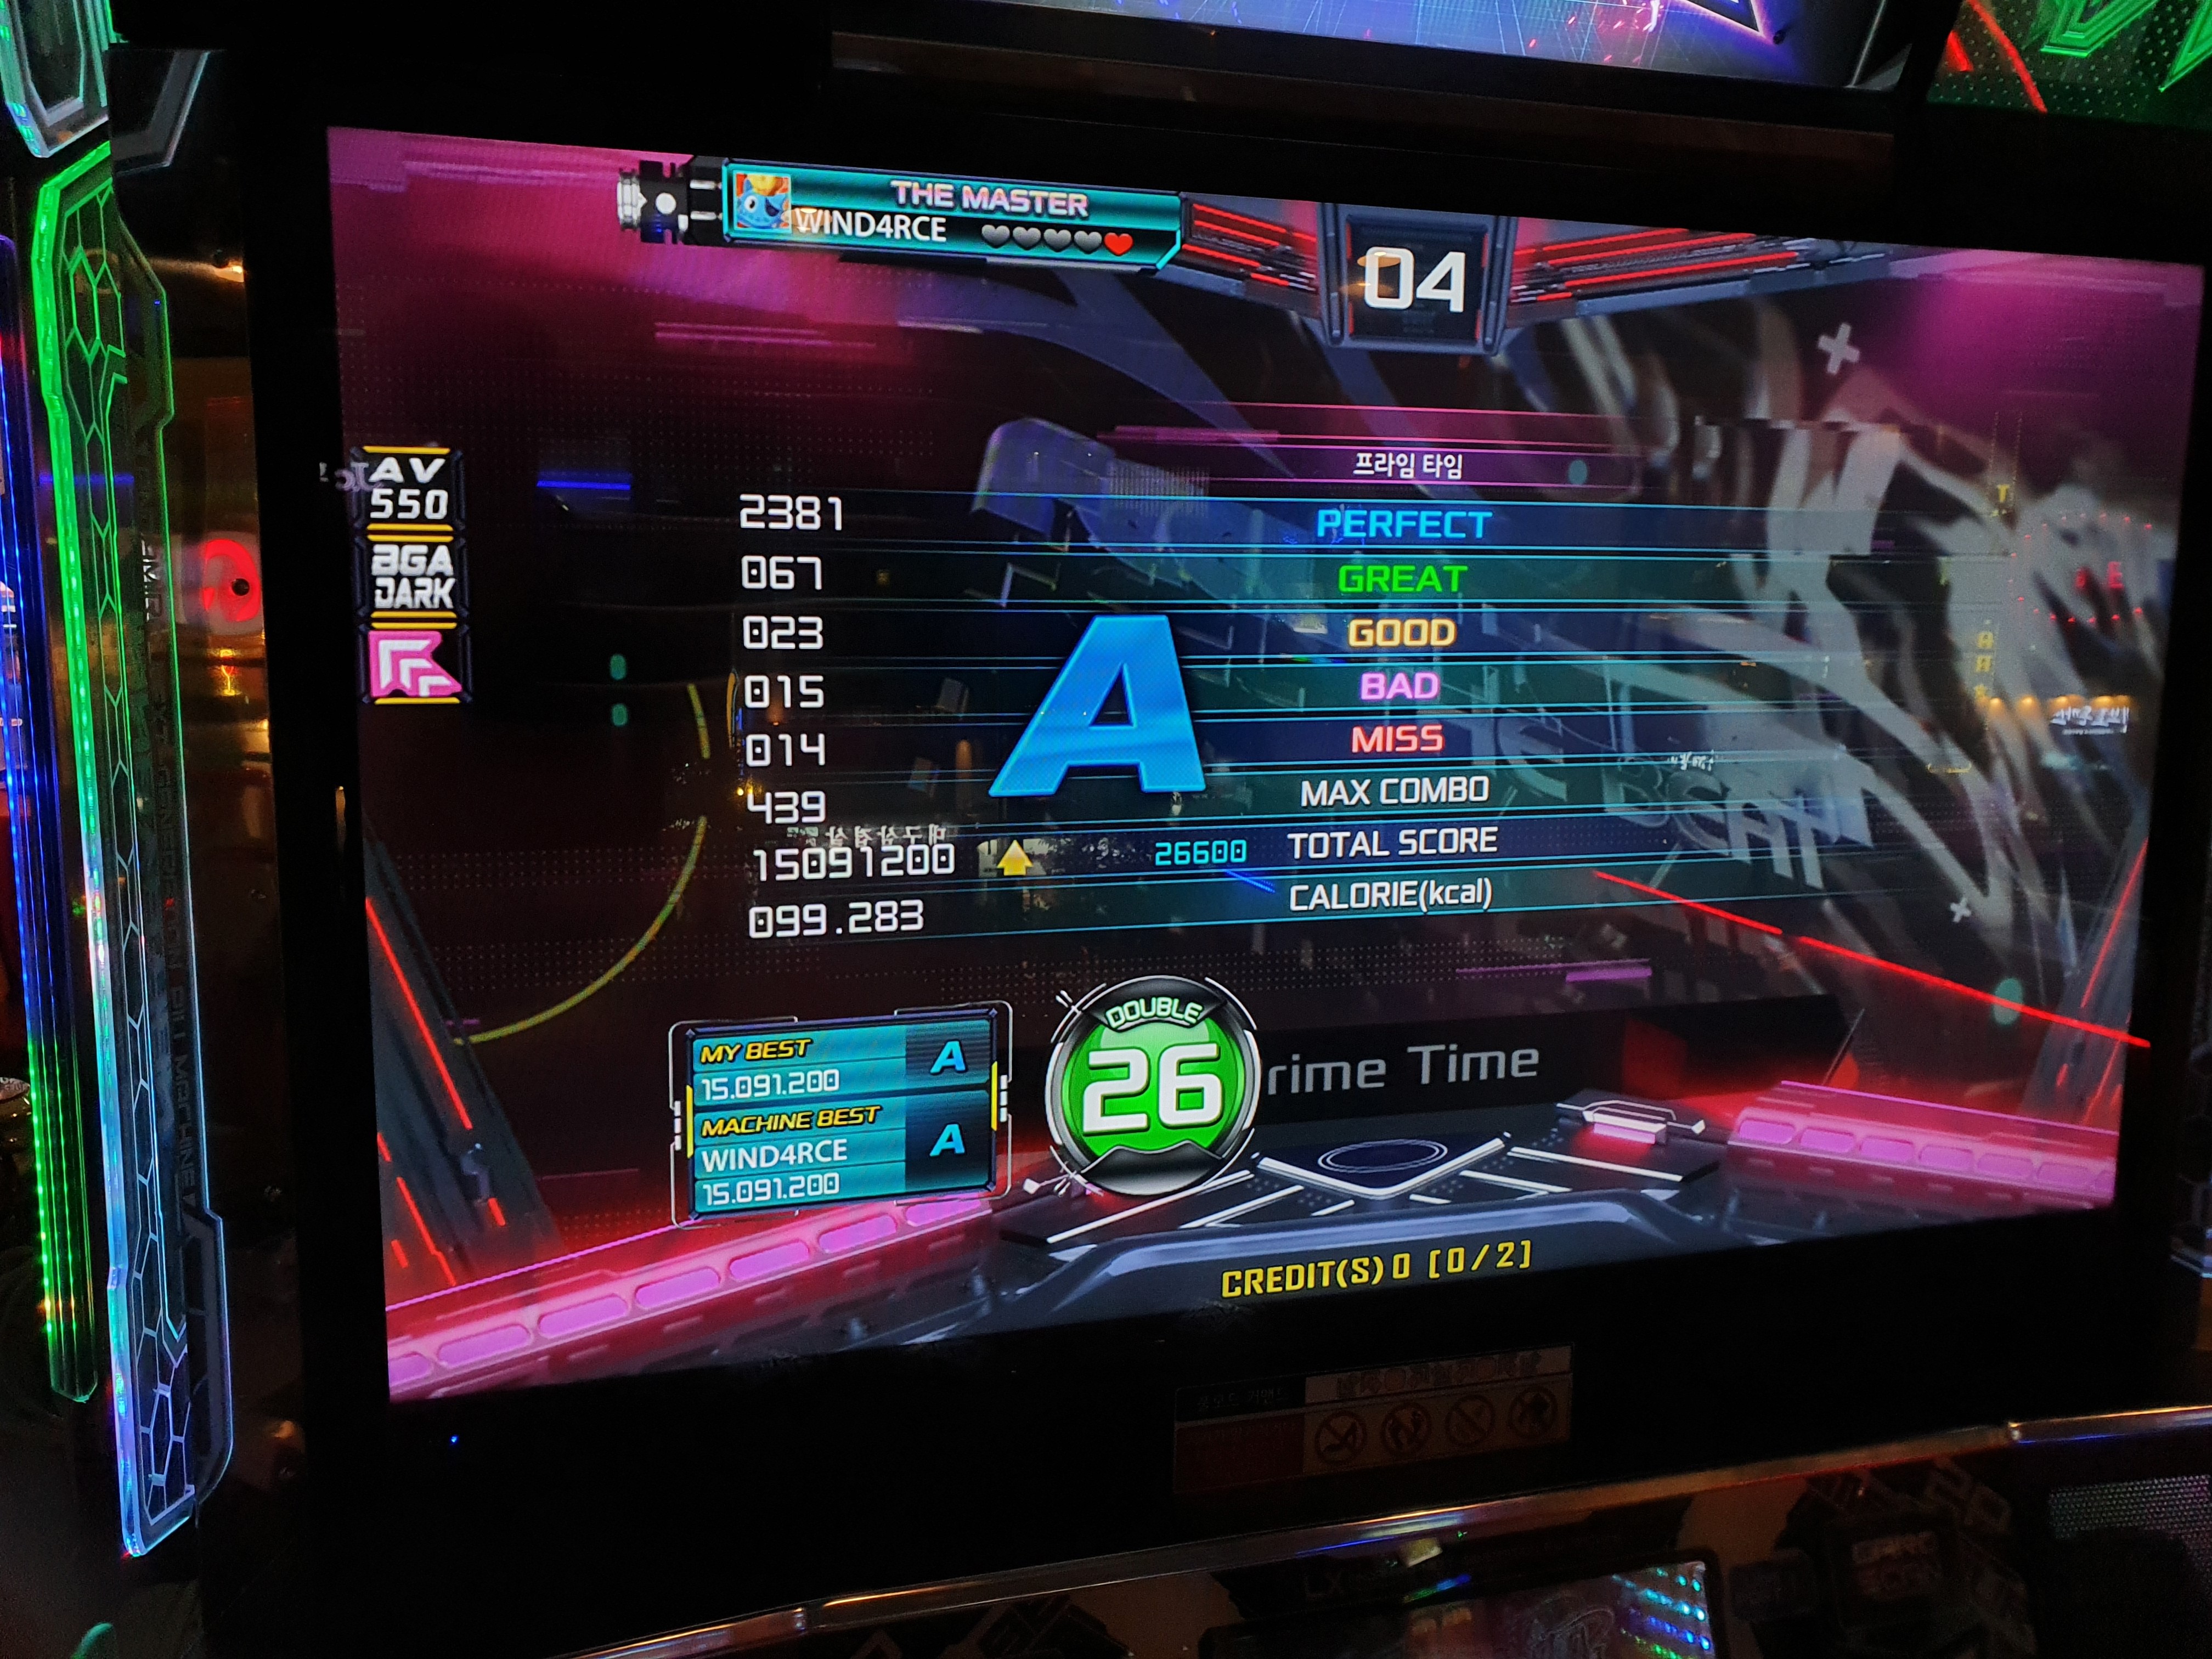 THE MASTER
WIND4RCE
04
AV
550
BGA
DARK
프라임 타임
2381 PERFECT
067 GREAT
023 GOOD
015 BAD
014 MISS
A
439 MAX COMBO
15091200 26600 TOTAL SCORE
099.283 CALORIE(kcal)
MY BEST A
15.091.200
MACHINE BEST
WIND4RCE A
15.091.200
DOUBLE
26
rime Time
CREDIT(S) 0 [0/2]